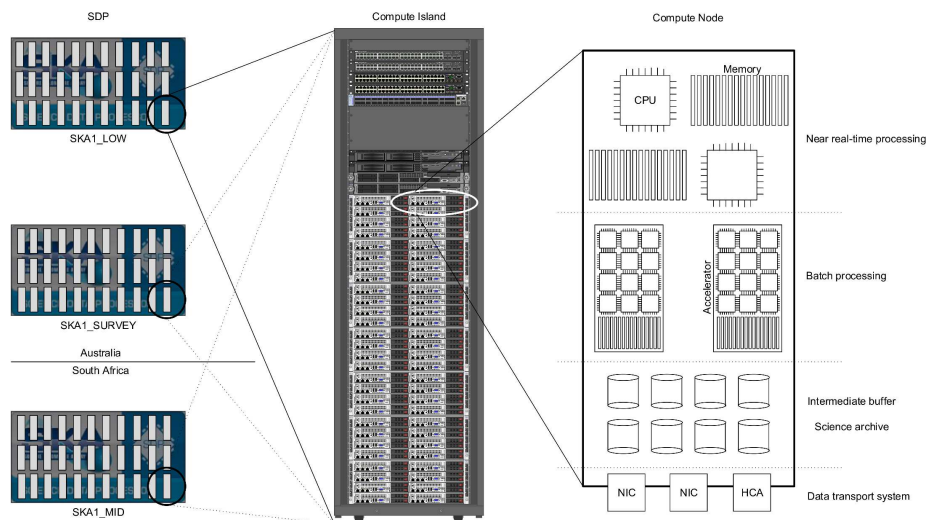 SDP
Compute Island
Compute Node
SKA1_LOW
SKA1_SURVEY
Australia
South Africa
SKA1_MID
Memory
CPU
Near real-time processing
Accelerator
Batch processing
Intermediate buffer
Science archive
NIC
NIC
HCA
Data transport system